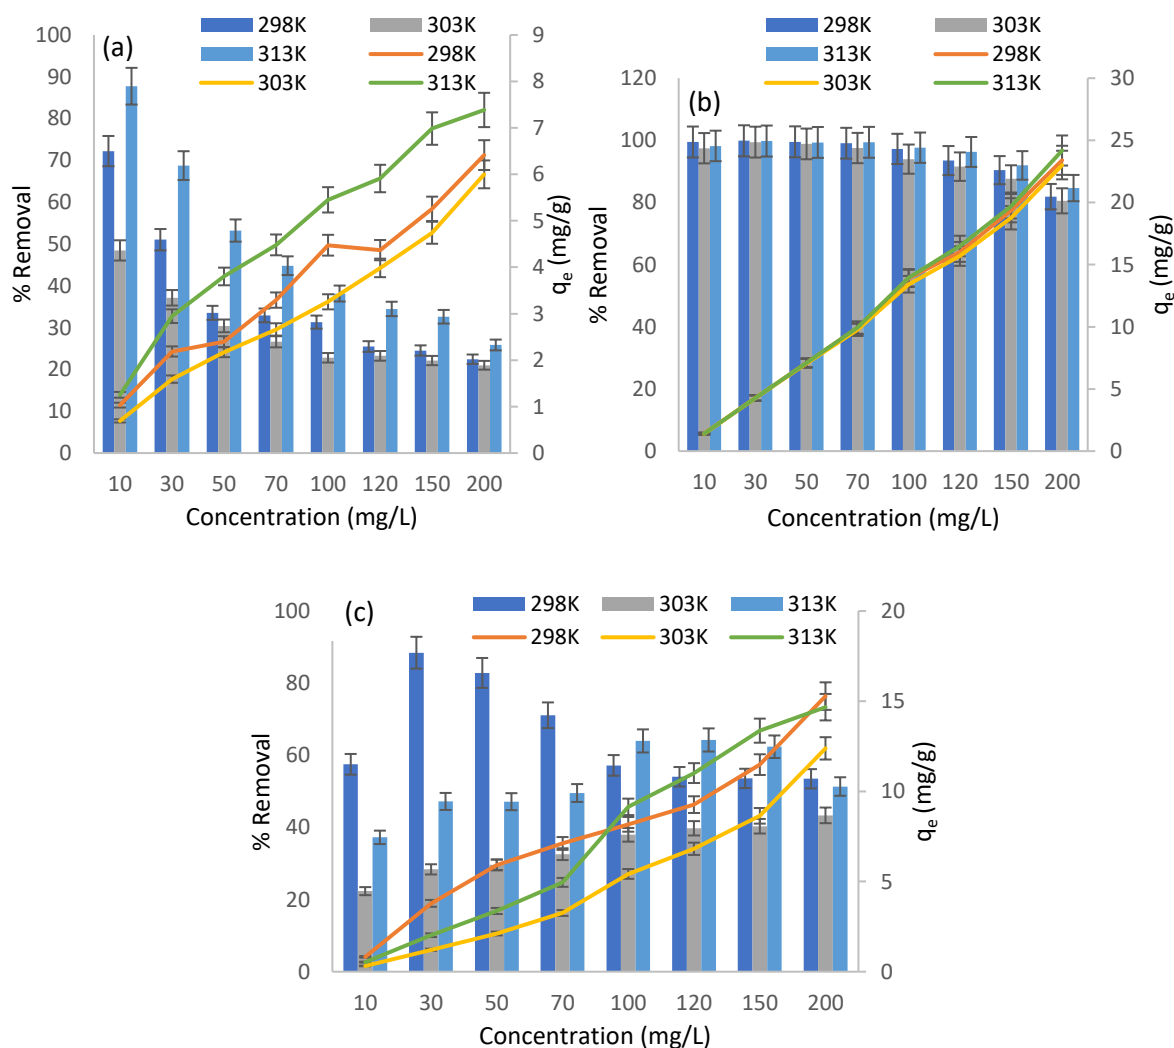 (a)
298K 303K
313K 298K
303K 313K
100
90
80
70
60
50
40
30
20
10
0
% Removal
9
8
7
6
5
4
3
2
1
0
qe (mg/g)
10 30 50 70 100 120 150 200
Concentration (mg/L)
(b)
298K 303K
313K 298K
303K 313K
120
100
80
60
40
20
0
% Removal
30
25
20
15
10
5
0
qe (mg/g)
10 30 50 70 100 120 150 200
Concentration (mg/L)
(c)
298K 303K 313K
298K 303K 313K
100
80
60
40
20
0
% Removal
20
15
10
5
0
qe (mg/g)
10 30 50 70 100 120 150 200
Concentration (mg/L)